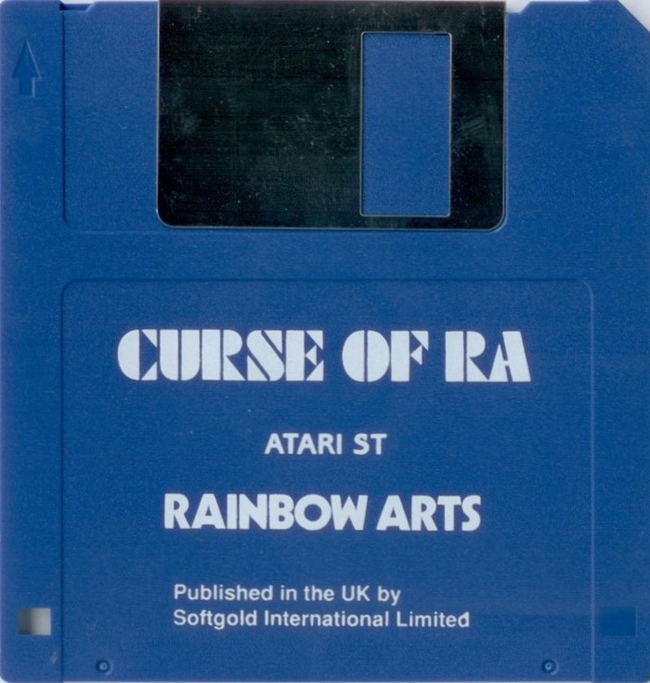 CURSE OF RA
ATARI ST
RAINBOW ARTS
Published in the UK by
Softgold International Limited